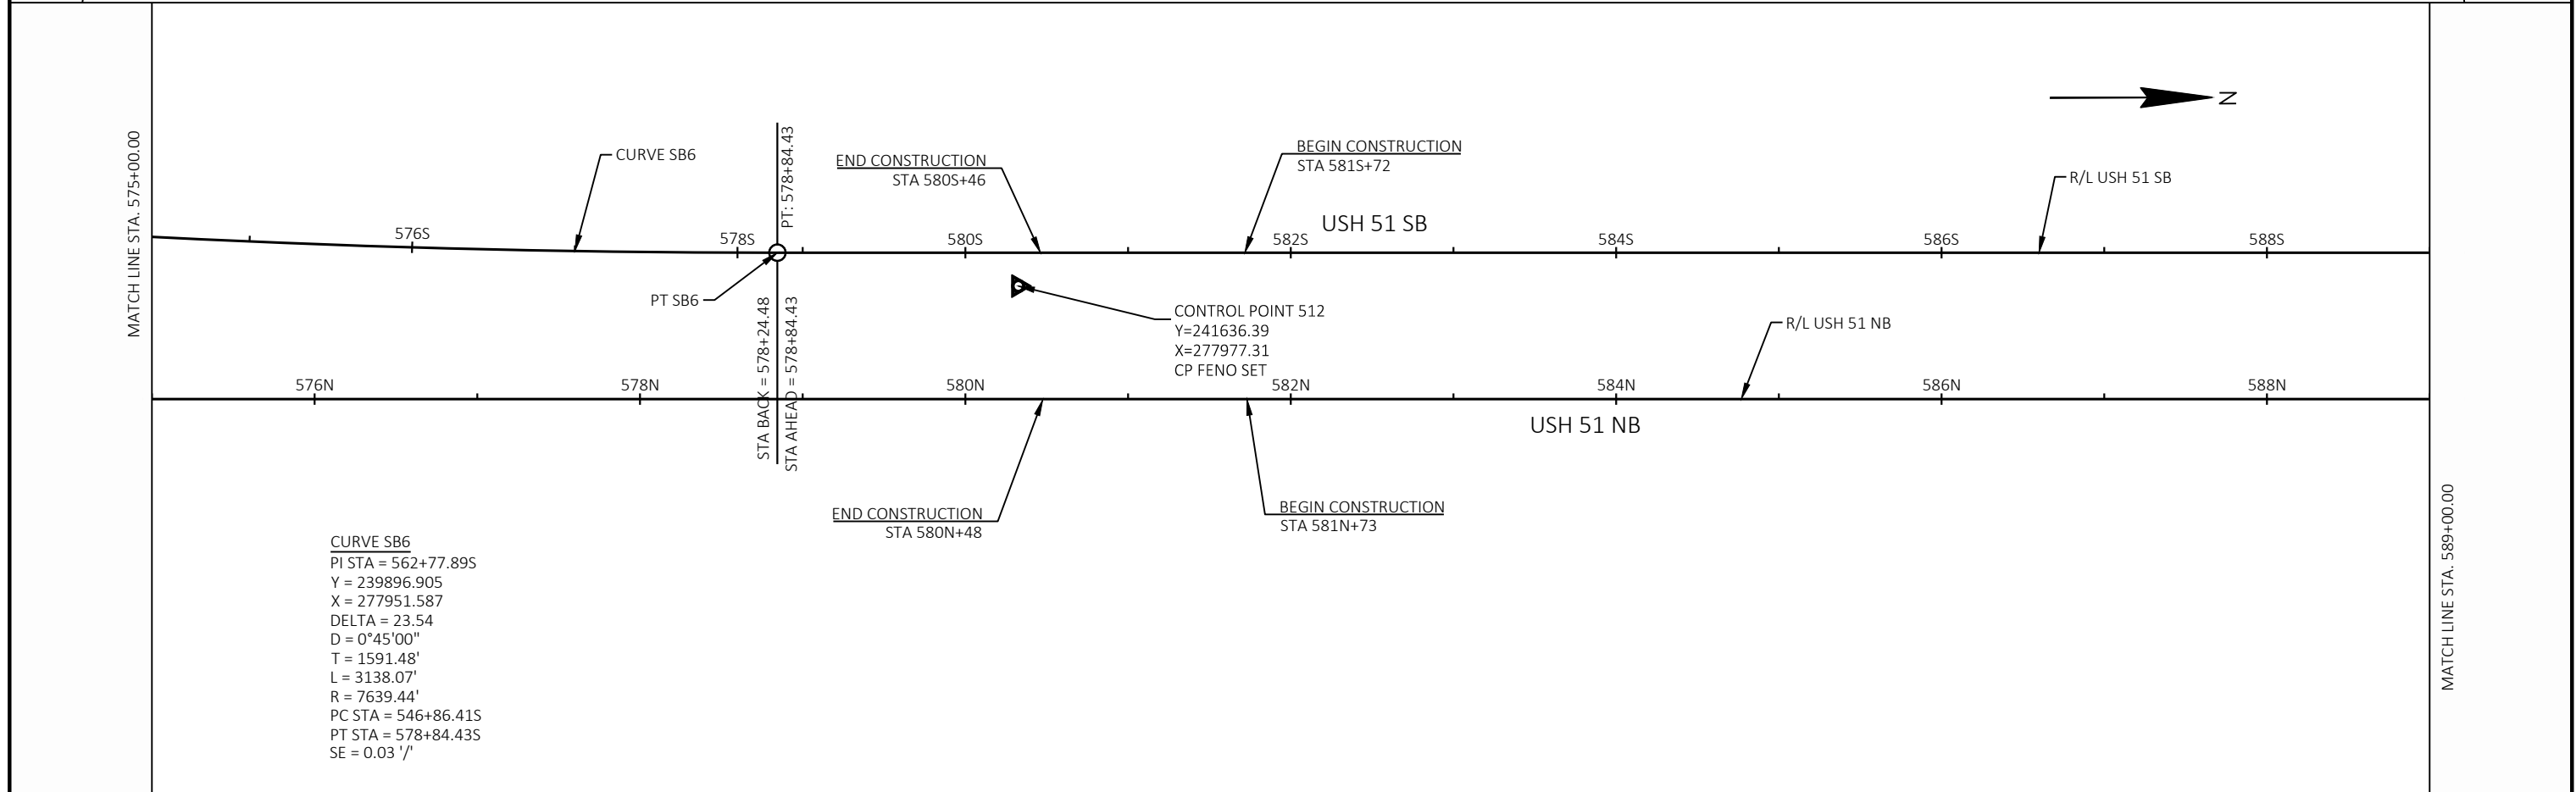 MATCH LINE STA. 575+00.00
CURVE SB6
PT: 578+84.43
END CONSTRUCTION
STA 580S+46
BEGIN CONSTRUCTION
STA 581S+72
N
R/L USH 51 SB
USH 51 SB
576S
578S
580S
582S
584S
586S
588S
PT SB6
STA BACK = 578+24.48
STA AHEAD = 578+84.43
CONTROL POINT 512
Y=241636.39
X=277977.31
CP FENO SET
R/L USH 51 NB
576N
578N
580N
582N
584N
586N
588N
USH 51 NB
END CONSTRUCTION
STA 580N+48
BEGIN CONSTRUCTION
STA 581N+73
CURVE SB6
PI STA = 562+77.89S
Y = 239896.905
X = 277951.587
DELTA = 23.54
D = 0°45'00"
T = 1591.48'
L = 3138.07'
R = 7639.44'
PC STA = 546+86.41S
PT STA = 578+84.43S
SE = 0.03 '/'
MATCH LINE STA. 589+00.00